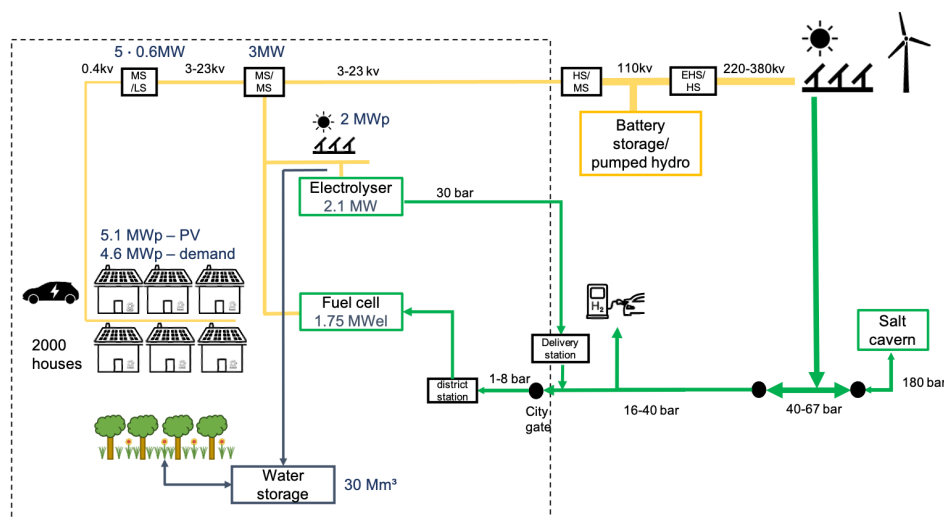 5 · 0.6MW
3MW
0.4kv
MS
/LS
3-23kv
MS/
MS
3-23 kv
HS/
MS
110kv
EHS/
HS
220-380kv
2 MWp
Battery
storage/
pumped hydro
Electrolyser
2.1 MW
30 bar
5.1 MWp – PV
4.6 MWp – demand
Fuel cell
1.75 MWel
H₂
Salt
cavern
2000
houses
Delivery
station
district
station
1-8 bar
City
gate
16-40 bar
40-67 bar
180 bar
Water
storage
30 Mm³